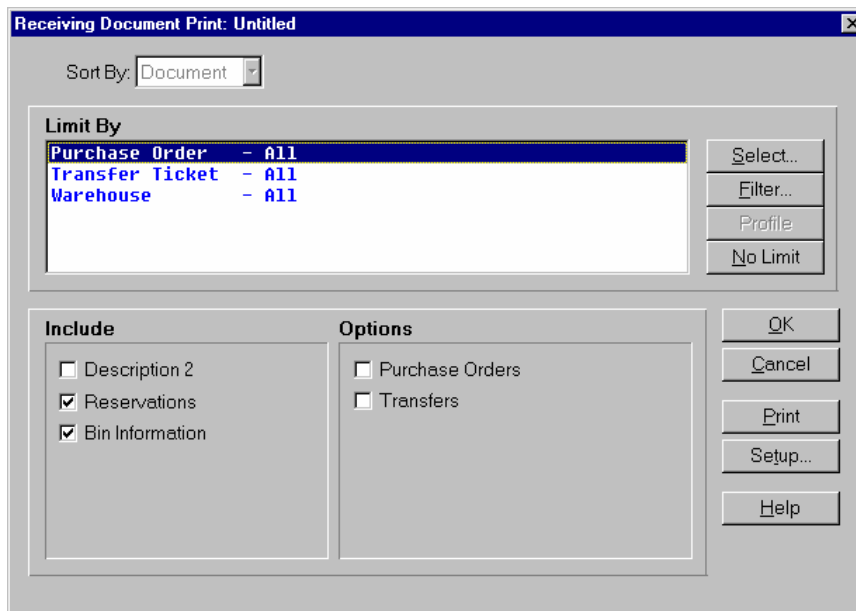 Receiving Document Print: Untitled
Sort By: Document
Limit By
Purchase Order - All
Transfer Ticket - All
Warehouse - All
Select...
Filter...
Profile
No Limit
Include
Description 2
Reservations
Bin Information
Options
Purchase Orders
Transfers
OK
Cancel
Print
Setup...
Help